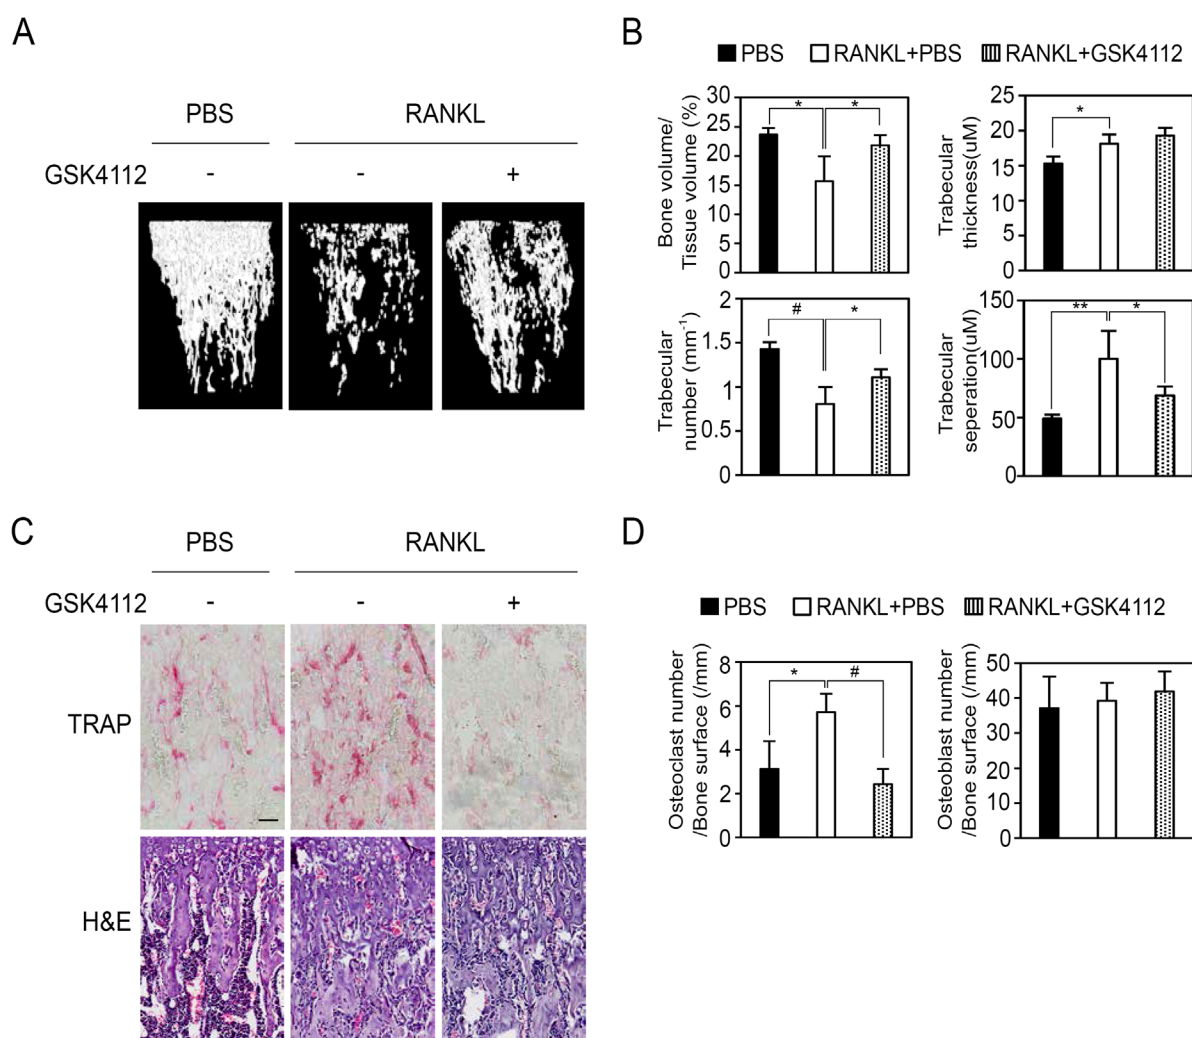 A
PBS
RANKL
GSK4112
-
-
+
B
PBS
RANKL+PBS
RANKL+GSK4112
Bone volume/
Tissue volume (%)
30
25
20
15
10
5
0
*
*
Trabecular
thickness(uM)
25
20
15
10
5
0
*
Trabecular
number (mm-1)
2
1.5
1
0.5
0
#
*
Trabecular
seperation(uM)
150
100
50
0
**
*
C
PBS
RANKL
GSK4112
-
-
+
TRAP
H&E
D
PBS
RANKL+PBS
RANKL+GSK4112
Osteoclast number
/Bone surface (/mm)
8
6
4
2
0
*
#
Osteoblast number
/Bone surface (/mm)
50
40
30
20
10
0